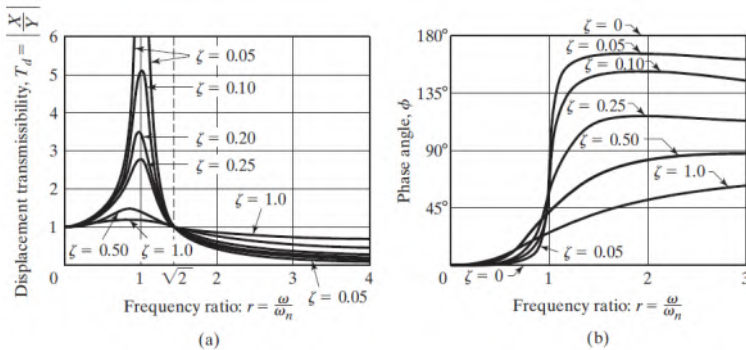 Displacement transmissibility, T_d = |X/Y|
6
5
4
3
2
1
0
1
√2
2
3
4
ζ = 0.05
ζ = 0.10
ζ = 0.20
ζ = 0.25
ζ = 1.0
ζ = 0.50
ζ = 1.0
ζ = 0.05
Frequency ratio: r = ω/ω_n
(a)
Phase angle, ϕ
180°
135°
90°
45°
0
1
2
3
ζ = 0
ζ = 0.05
ζ = 0.10
ζ = 0.25
ζ = 0.50
ζ = 1.0
ζ = 0.05
ζ = 0
Frequency ratio: r = ω/ω_n
(b)